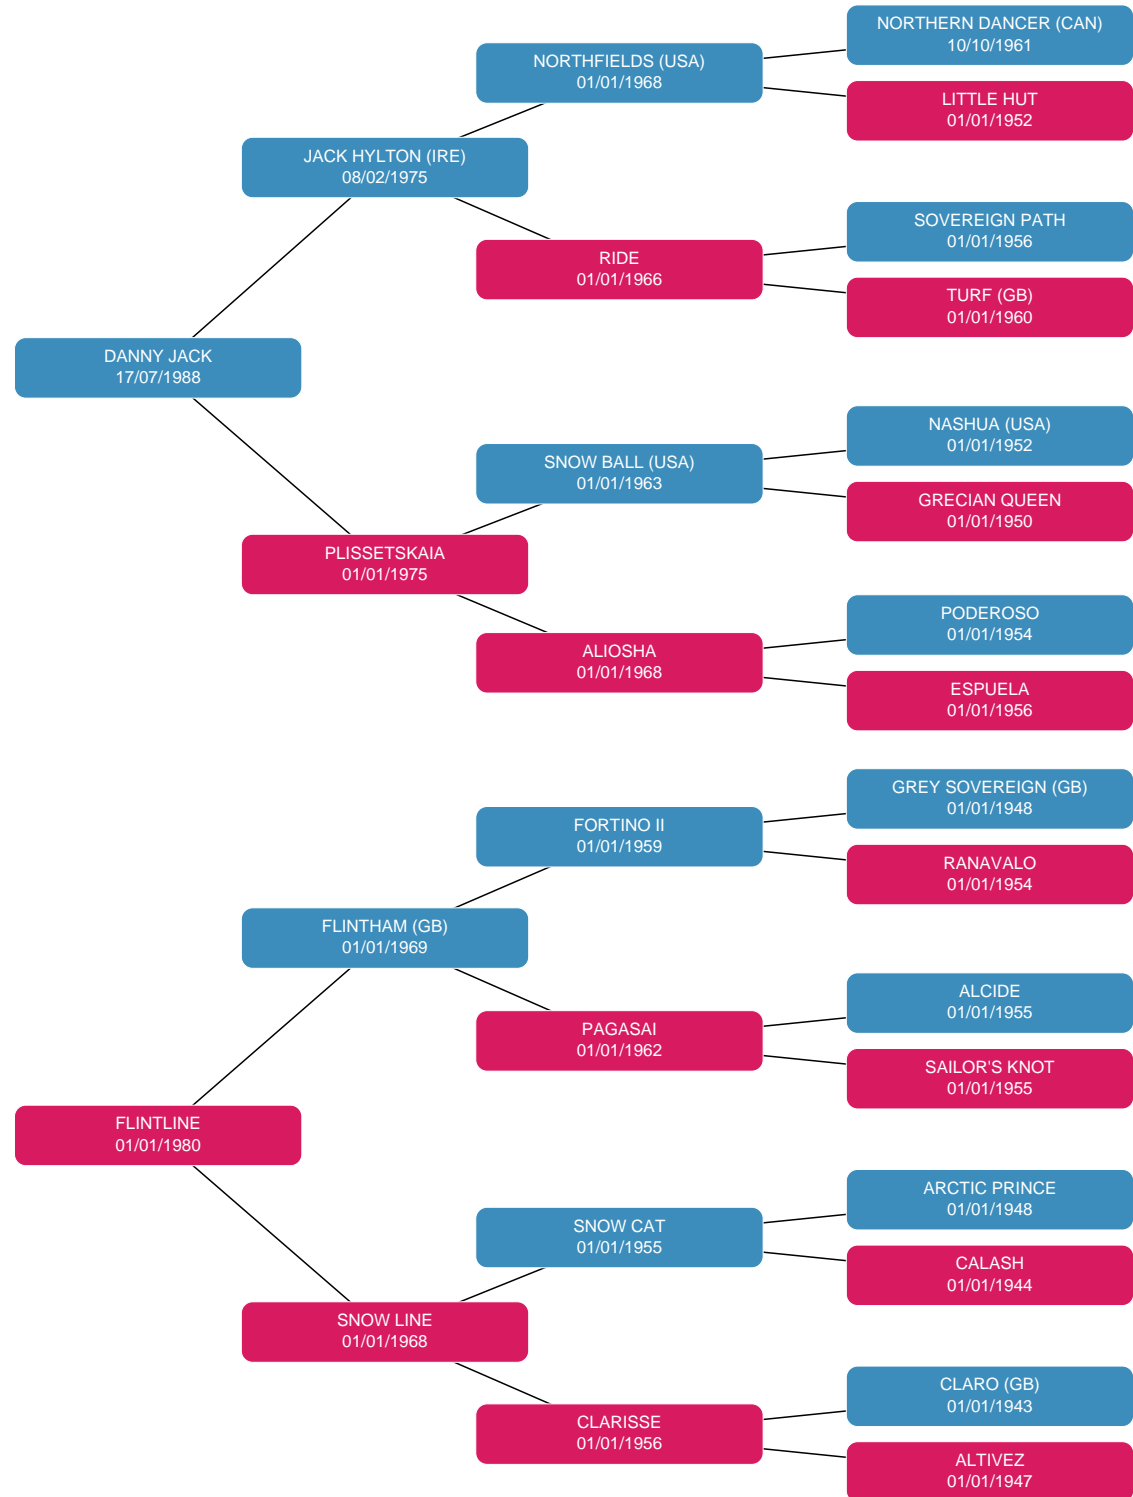 NORTHERN DANCER (CAN)
10/10/1961
NORTHFIELDS (USA)
01/01/1968
LITTLE HUT
01/01/1952
JACK HYLTON (IRE)
08/02/1975
SOVEREIGN PATH
01/01/1956
RIDE
01/01/1966
TURF (GB)
01/01/1960
DANNY JACK
17/07/1988
NASHUA (USA)
01/01/1952
SNOW BALL (USA)
01/01/1963
GRECIAN QUEEN
01/01/1950
PLISSETSKAIA
01/01/1975
PODEROSO
01/01/1954
ALIOSHA
01/01/1968
ESPUELA
01/01/1956
GREY SOVEREIGN (GB)
01/01/1948
FORTINO II
01/01/1959
RANAVALO
01/01/1954
FLINTHAM (GB)
01/01/1969
ALCIDE
01/01/1955
PAGASAI
01/01/1962
SAILOR'S KNOT
01/01/1955
FLINTLINE
01/01/1980
ARCTIC PRINCE
01/01/1948
SNOW CAT
01/01/1955
CALASH
01/01/1944
SNOW LINE
01/01/1968
CLARO (GB)
01/01/1943
CLARISSE
01/01/1956
ALTIVEZ
01/01/1947